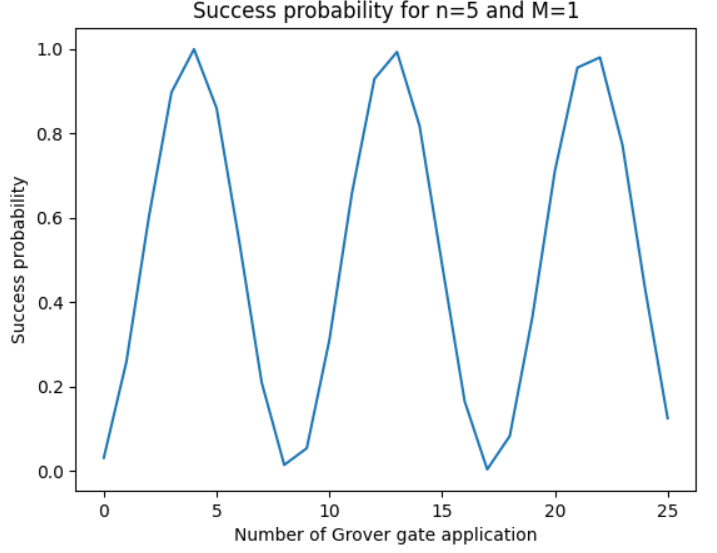 Success probability for n=5 and M=1
1.0
0.8
0.6
0.4
0.2
0.0
Success probability
0 5 10 15 20 25
Number of Grover gate application